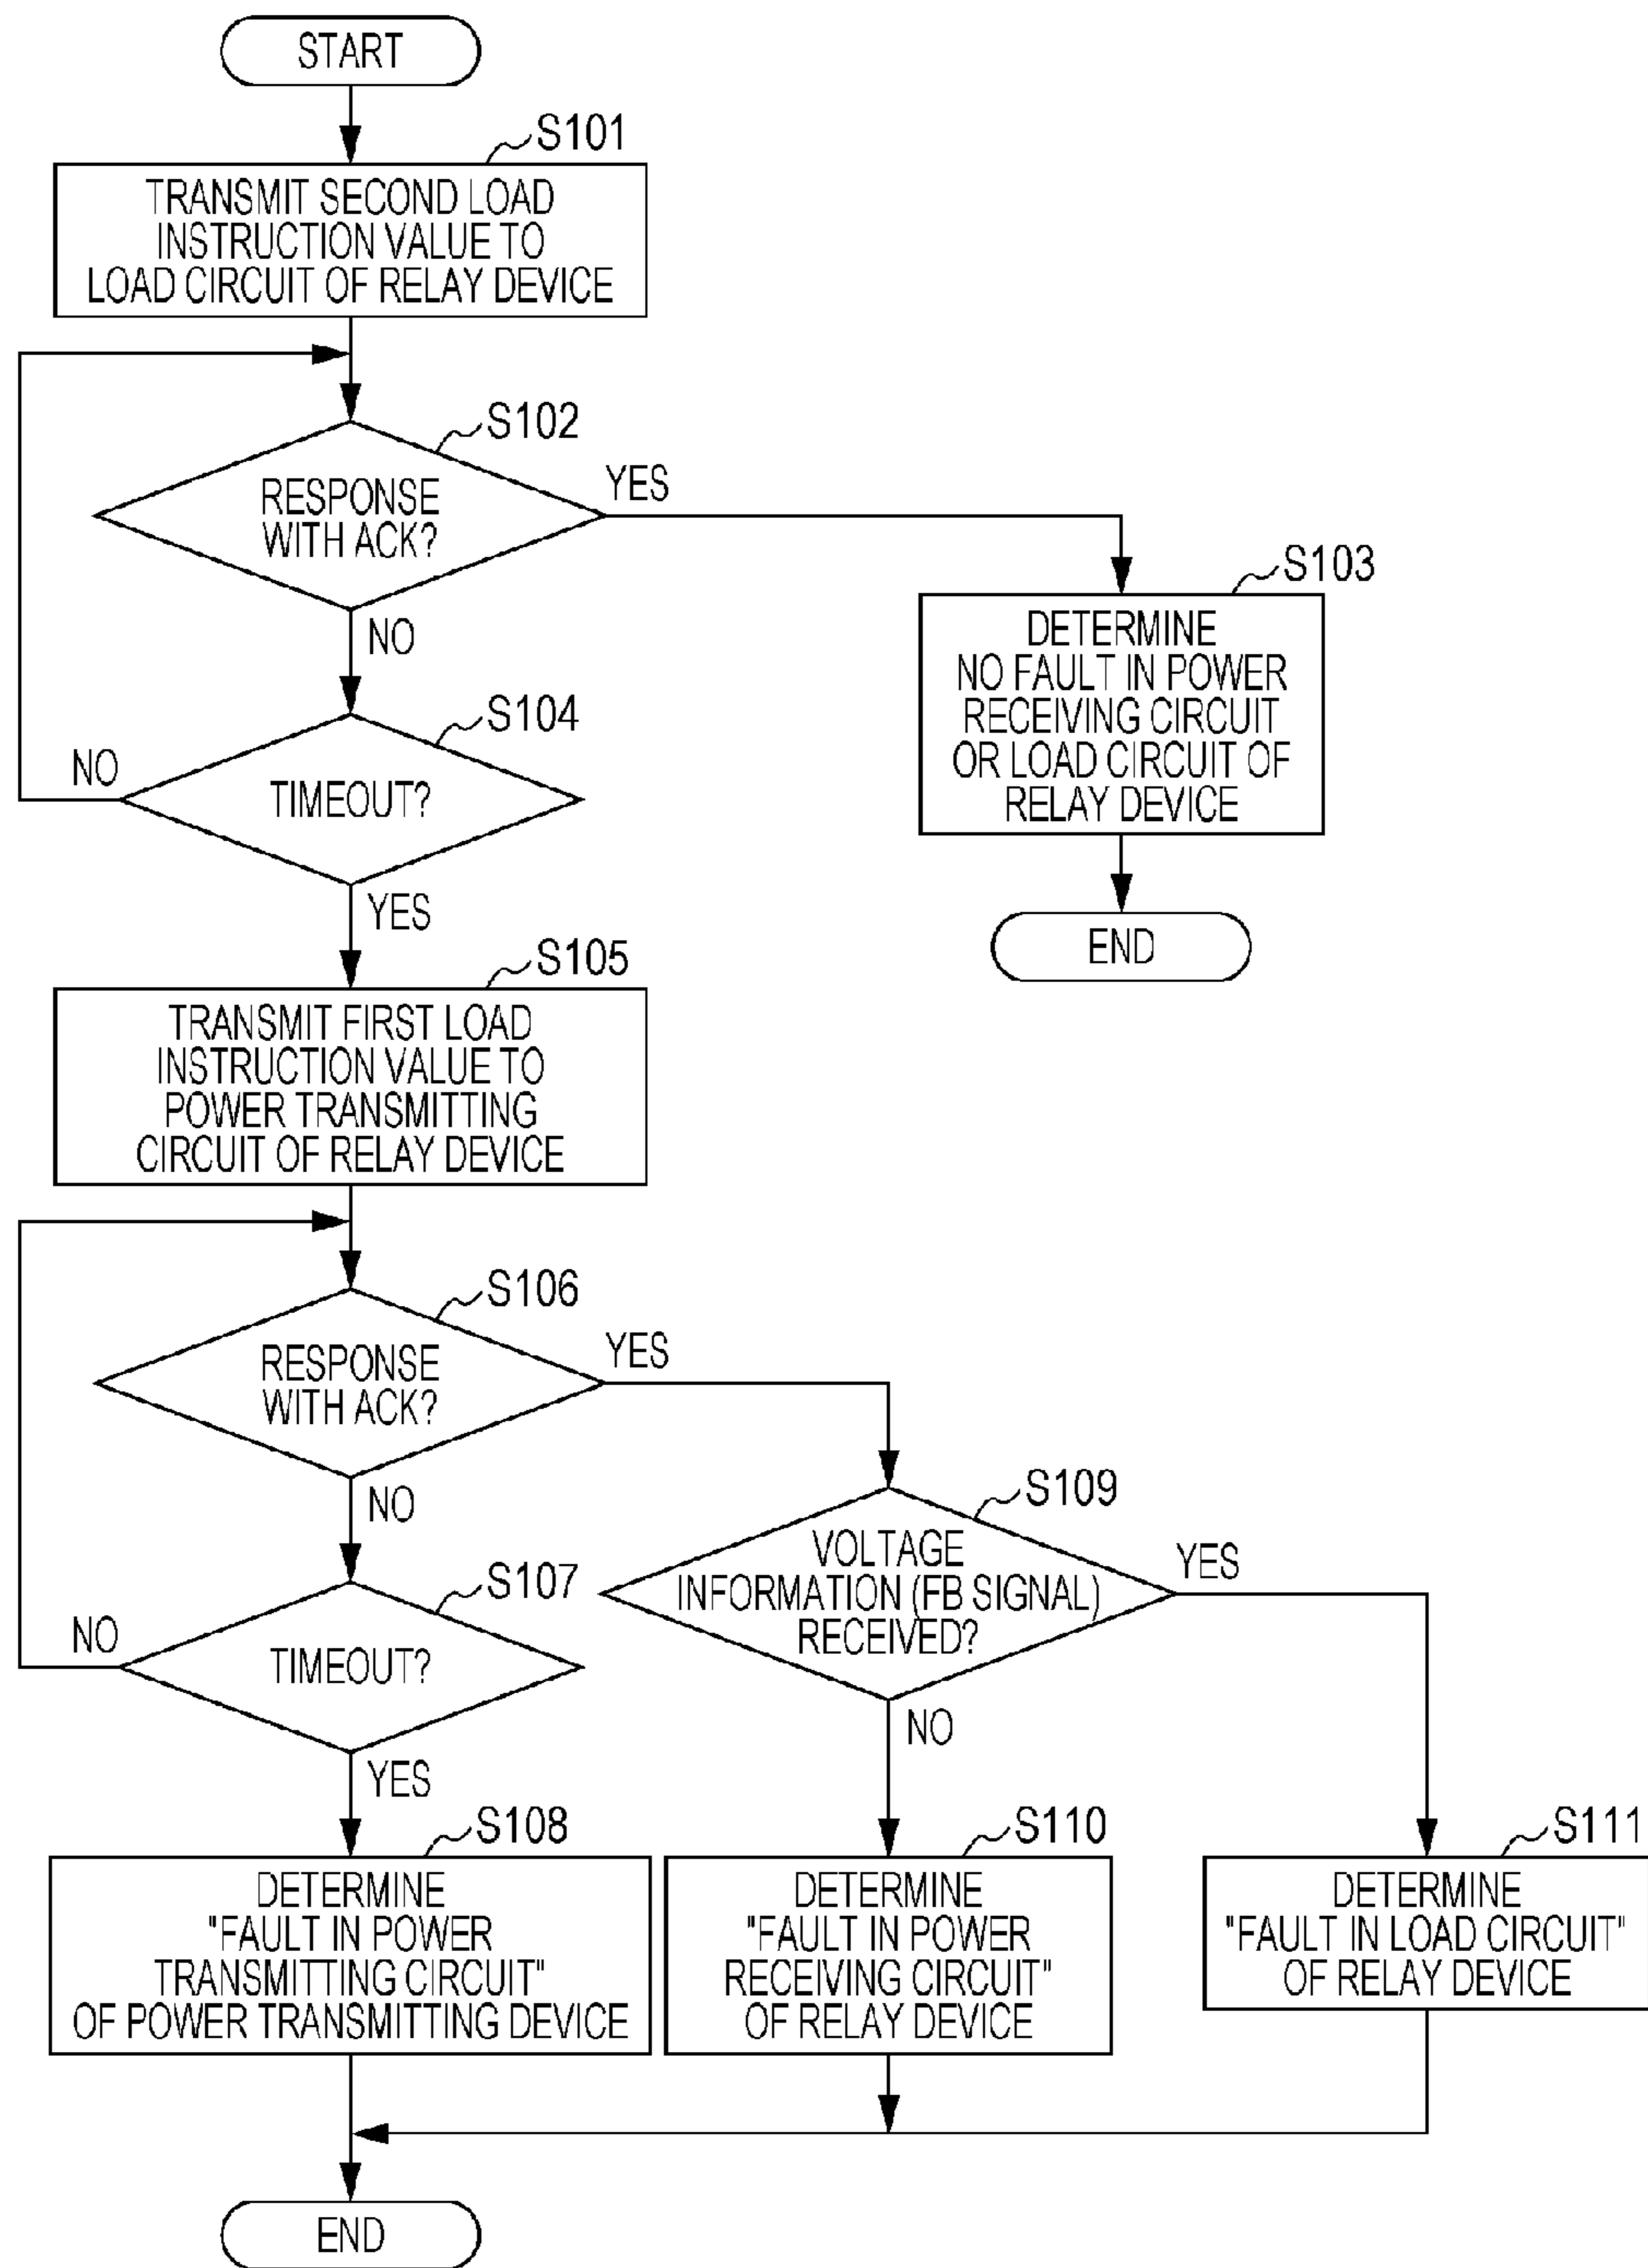 START
S101
TRANSMIT SECOND LOAD
INSTRUCTION VALUE TO
LOAD CIRCUIT OF RELAY DEVICE
S102
RESPONSE
WITH ACK?
YES
NO
S103
DETERMINE
NO FAULT IN POWER
RECEIVING CIRCUIT
OR LOAD CIRCUIT OF
RELAY DEVICE
END
S104
TIMEOUT?
NO
YES
S105
TRANSMIT FIRST LOAD
INSTRUCTION VALUE TO
POWER TRANSMITTING
CIRCUIT OF RELAY DEVICE
S106
RESPONSE
WITH ACK?
YES
NO
S107
TIMEOUT?
NO
YES
S109
VOLTAGE
INFORMATION (FB SIGNAL)
RECEIVED?
YES
NO
S108
DETERMINE
"FAULT IN POWER
TRANSMITTING CIRCUIT"
OF POWER TRANSMITTING DEVICE
S110
DETERMINE
"FAULT IN POWER
RECEIVING CIRCUIT"
OF RELAY DEVICE
S111
DETERMINE
"FAULT IN LOAD CIRCUIT"
OF RELAY DEVICE
END